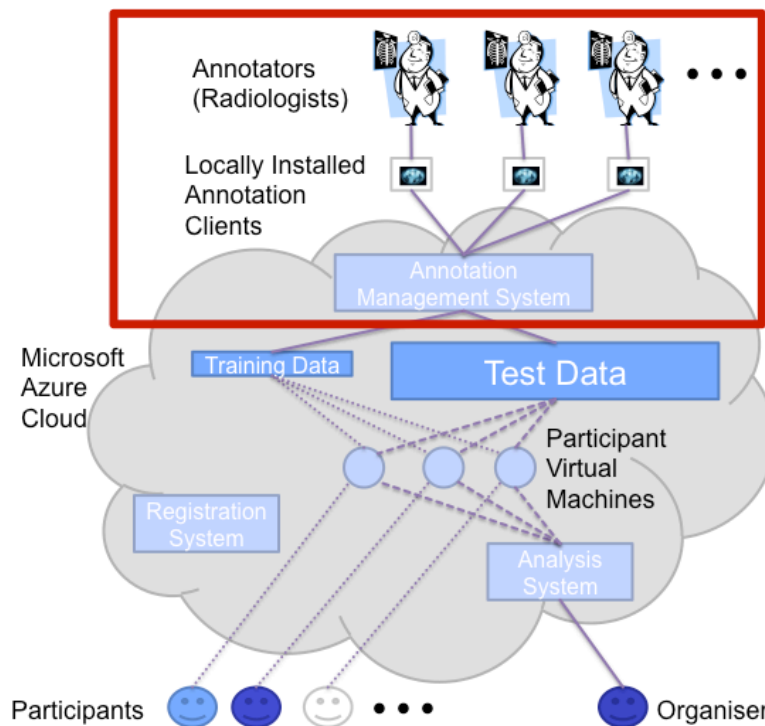 Annotators
(Radiologists)
Locally Installed
Annotation
Clients
Annotation
Management System
Microsoft
Azure
Cloud
Training Data
Test Data
Participant
Virtual
Machines
Registration
System
Analysis
System
Participants
Organiser